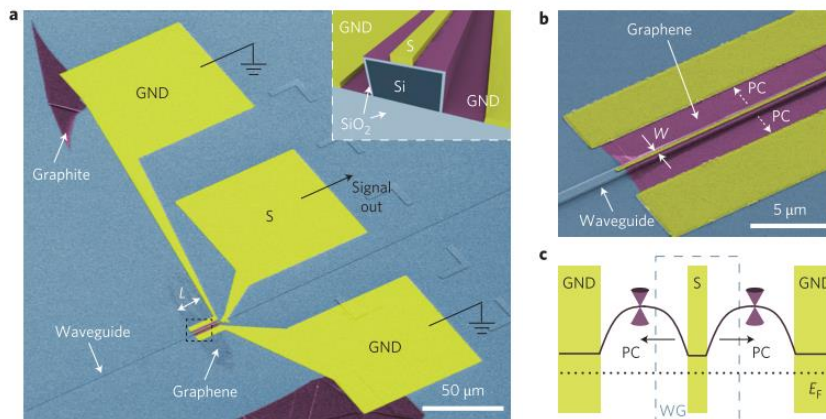 a
GND
Graphite
S
Signal
out
L
Waveguide
Graphene
GND
50 μm
GND
S
Si
GND
SiO2
b
Graphene
PC
PC
W
Waveguide
5 μm
c
GND
S
GND
PC
PC
EF
WG